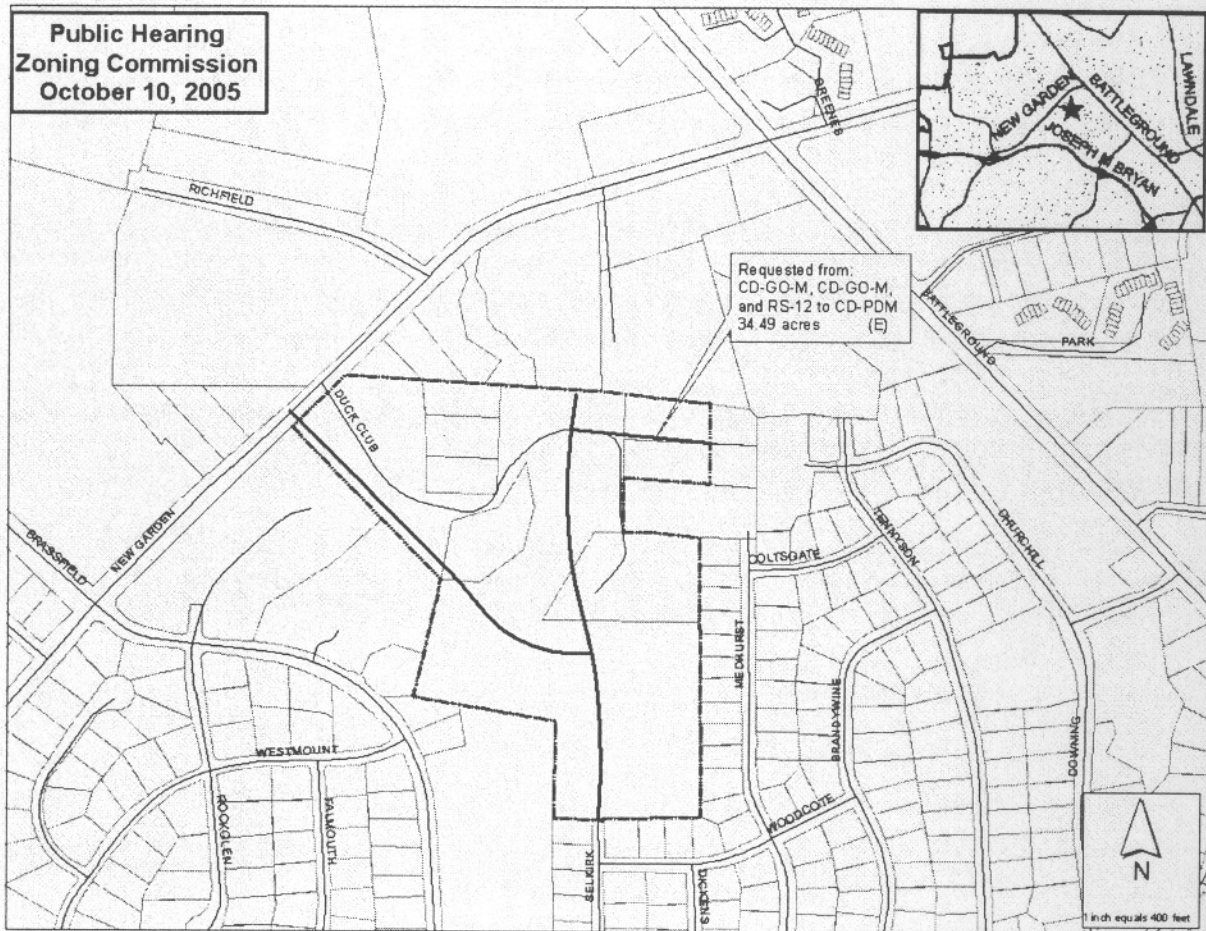 Public Hearing
Zoning Commission
October 10, 2005
GREENES
NEW GARDEN
BATTLEGROUND
LAWNDALE
JOSEPH M BRYAN
RICHFIELD
Requested from:
CD-GO-M, CD-GO-M,
and RS-12 to CD-PDM
34.49 acres (E)
BATTLEGROUND
PARK
DUCK CLUB
BRASSFIELD
NEW GARDEN
TENNYSON
CHURCHILL
COLTSGATE
MEDHURST
BRANDYWINE
DOWNING
WESTMOUNT
ROCKGLEN
FALMOUTH
WOODCOTE
SELKIRK
DICKENS
N
1 inch equals 400 feet